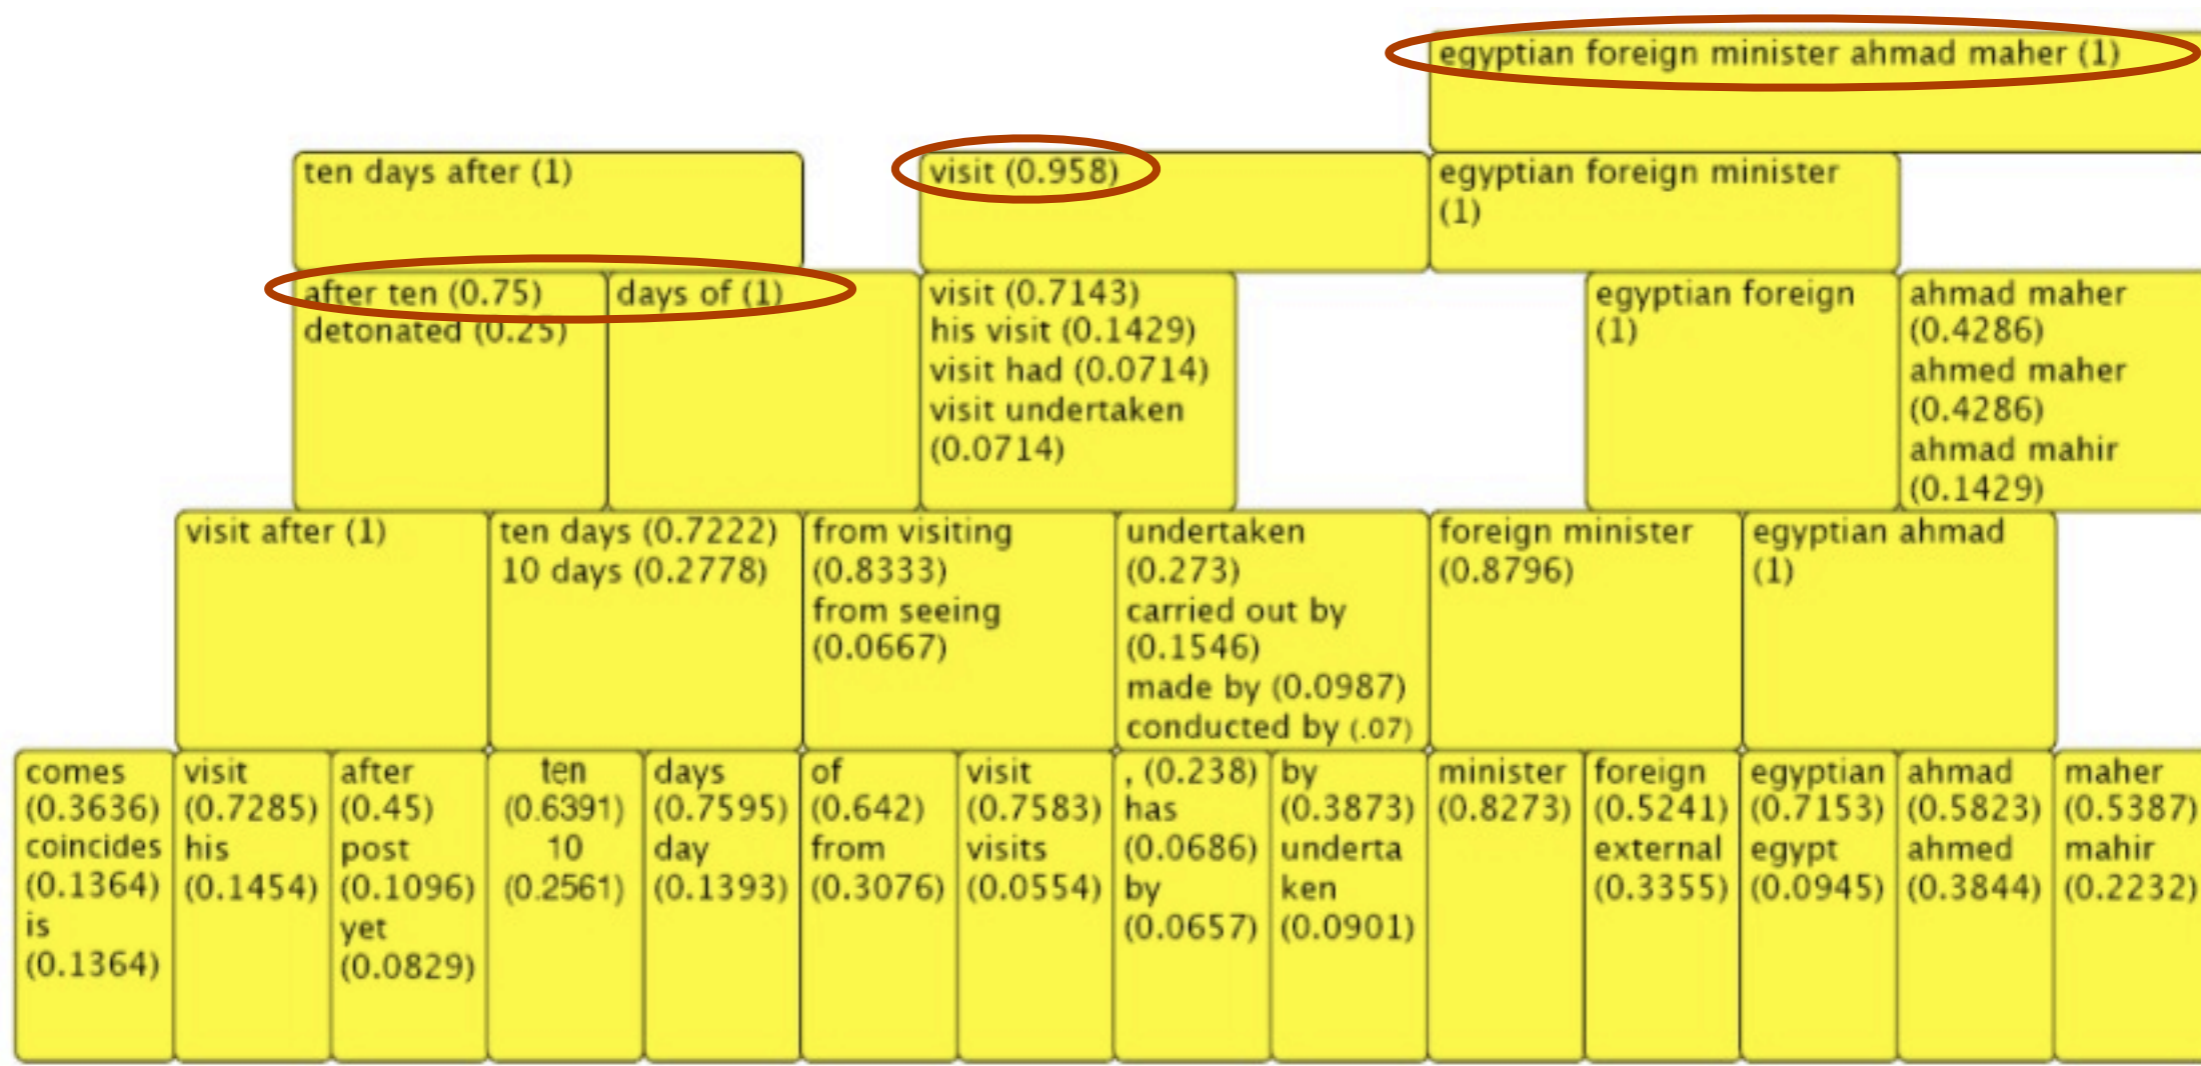 egyptian foreign minister ahmad maher (1)
ten days after (1)
visit (0.958)
egyptian foreign minister
(1)
after ten (0.75)
detonated (0.25)
days of (1)
visit (0.7143)
his visit (0.1429)
visit had (0.0714)
visit undertaken
(0.0714)
egyptian foreign
(1)
ahmad maher
(0.4286)
ahmed maher
(0.4286)
ahmad mahir
(0.1429)
visit after (1)
ten days (0.7222)
10 days (0.2778)
from visiting
(0.8333)
from seeing
(0.0667)
undertaken
(0.273)
carried out by
(0.1546)
made by (0.0987)
conducted by (.07)
foreign minister
(0.8796)
egyptian ahmad
(1)
comes
(0.3636)
coincides
(0.1364)
is
(0.1364)
visit
(0.7285)
his
(0.1454)
after
(0.45)
post
(0.1096)
yet
(0.0829)
ten
(0.6391)
10
(0.2561)
days
(0.7595)
day
(0.1393)
of
(0.642)
from
(0.3076)
visit
(0.7583)
visits
(0.0554)
, (0.238)
has
(0.0686)
by
(0.0657)
by
(0.3873)
underta
ken
(0.0901)
minister
(0.8273)
foreign
(0.5241)
external
(0.3355)
egyptian
(0.7153)
egypt
(0.0945)
ahmad
(0.5823)
ahmed
(0.3844)
maher
(0.5387)
mahir
(0.2232)